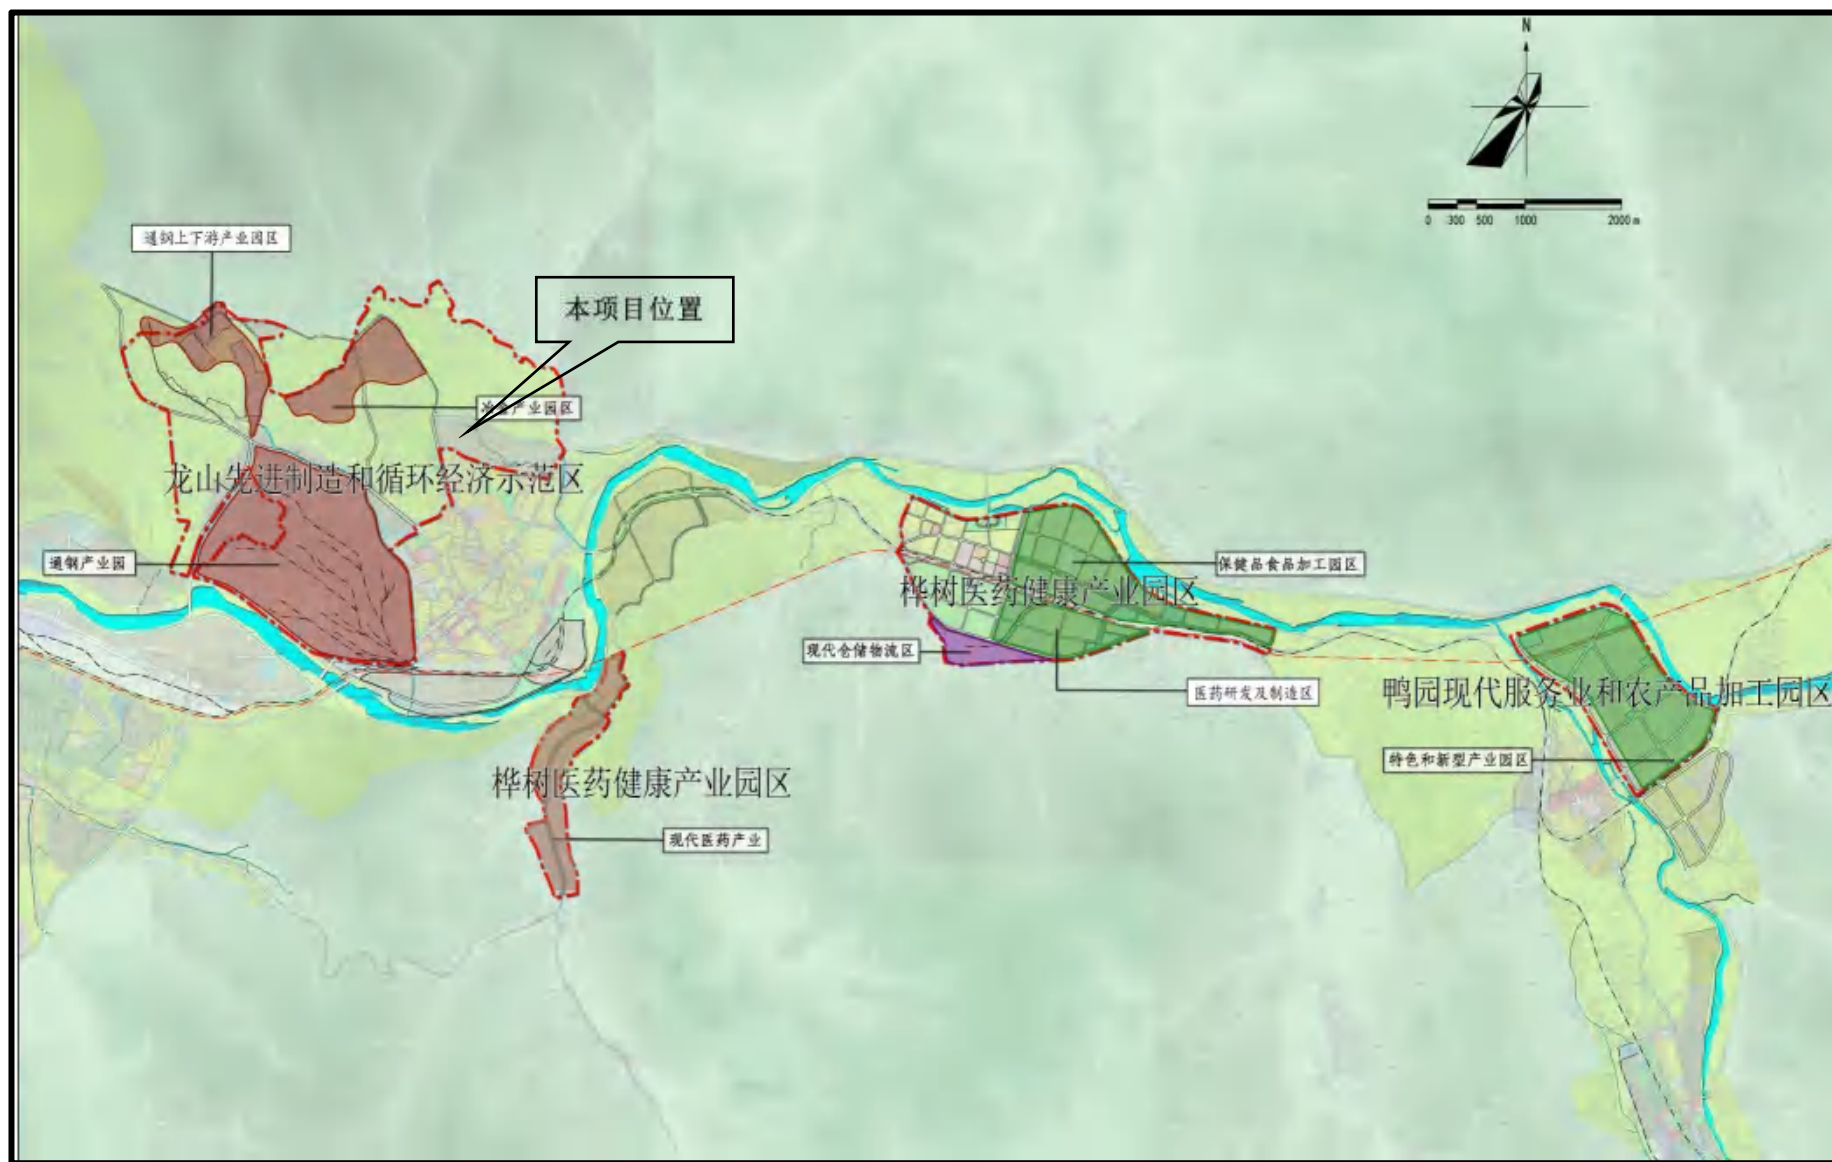 N
0 300 500 1000 2000 m
通钢上下游产业园区
本项目位置
冶金产业园区
龙山先进制造和循环经济示范区
通钢产业园
保健品食品加工园区
桦树医药健康产业园区
现代仓储物流区
医药研发及制造区
鸭园现代服务业和农产品加工园区
特色和新型产业园区
桦树医药健康产业园区
现代医药产业